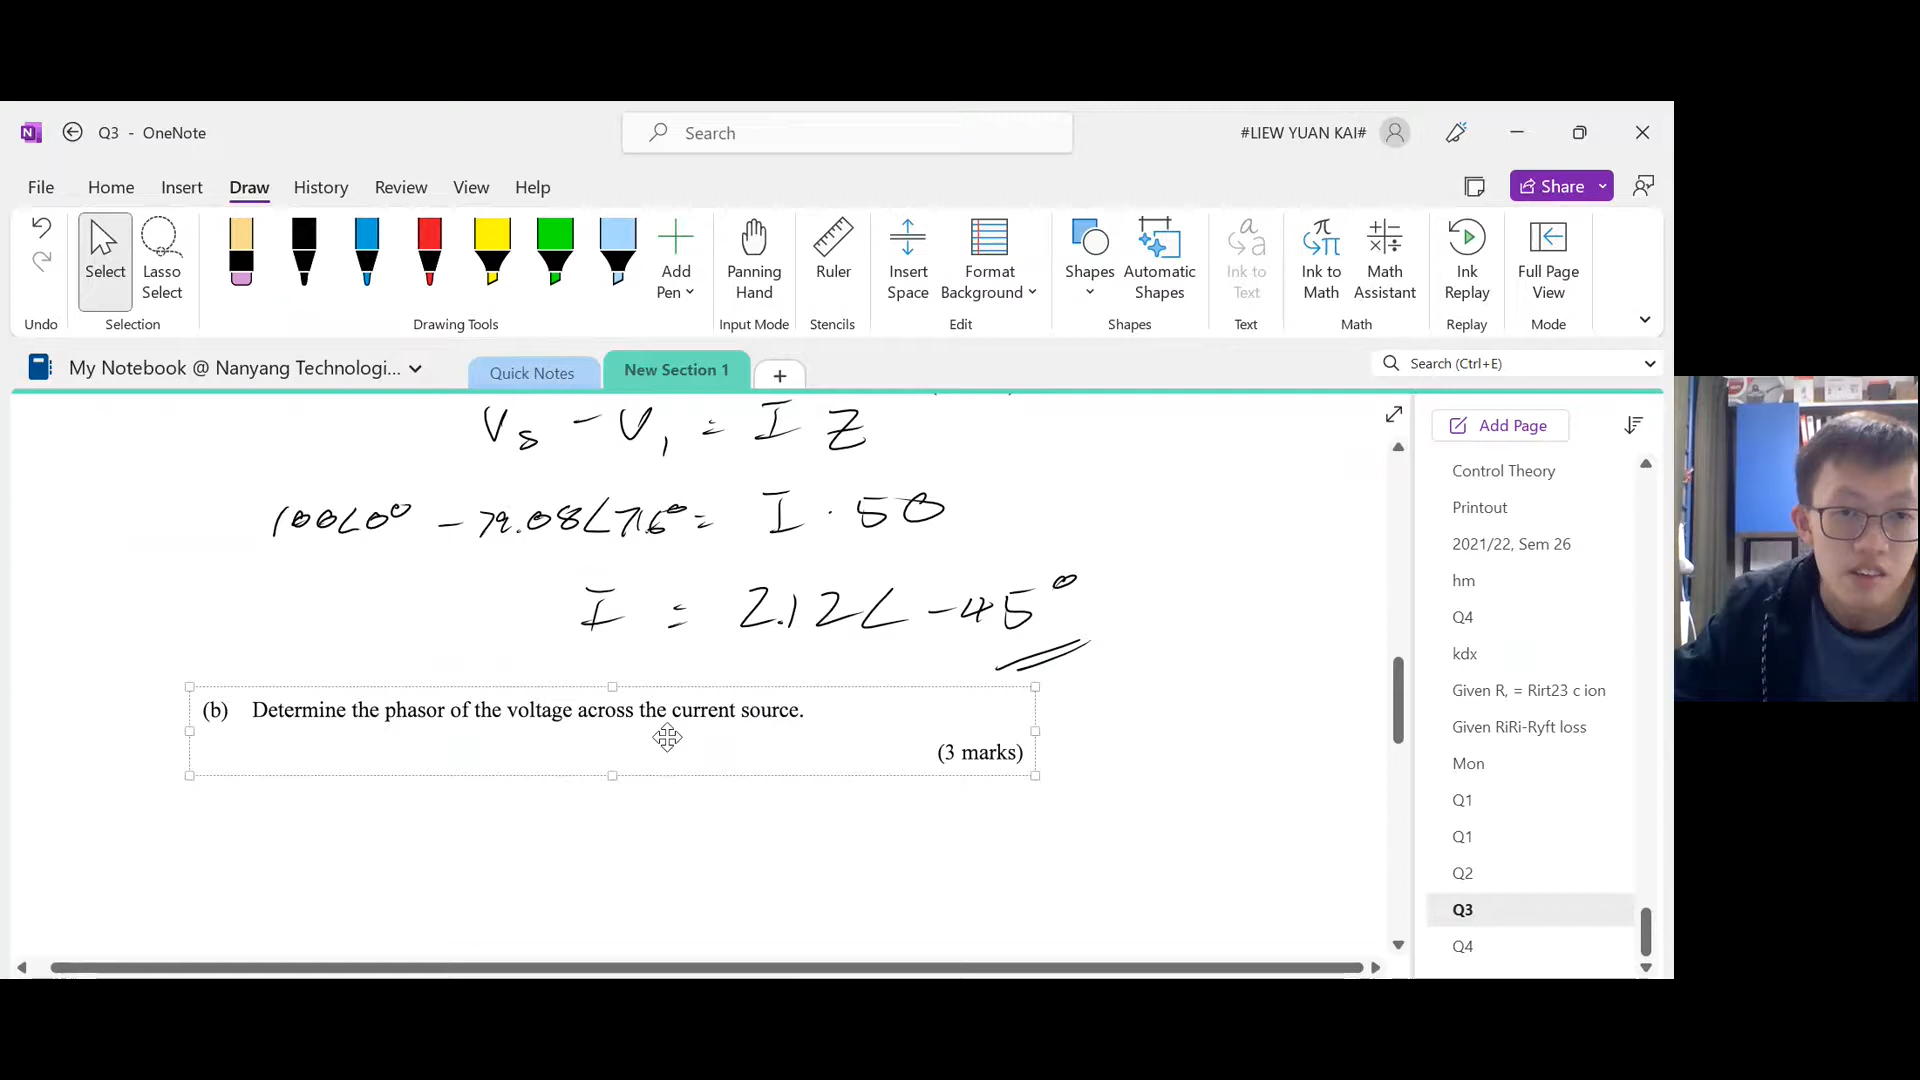 Q3 - OneNote
Search
#LIEW YUAN KAI#
File Home Insert Draw History Review View Help
Share
Select
Lasso Select
Add Pen
Panning Hand
Ruler
Insert Space
Format Background
Shapes
Automatic Shapes
Ink to Text
Ink to Math
Math Assistant
Ink Replay
Full Page View
Undo
Selection
Drawing Tools
Input Mode
Stencils
Edit
Shapes
Text
Math
Replay
Mode
My Notebook @ Nanyang Technologi...
Quick Notes
New Section 1
Search (Ctrl+E)
Vs - V1 = I Z
100∠0° - 79.08∠71.6° = I · 50
I = 2.12∠-45°
(b) Determine the phasor of the voltage across the current source.
(3 marks)
Add Page
Control Theory
Printout
2021/22, Sem 26
hm
Q4
kdx
Given R, = Rirt23 c ion
Given RiRi-Ryft loss
Mon
Q1
Q1
Q2
Q3
Q4